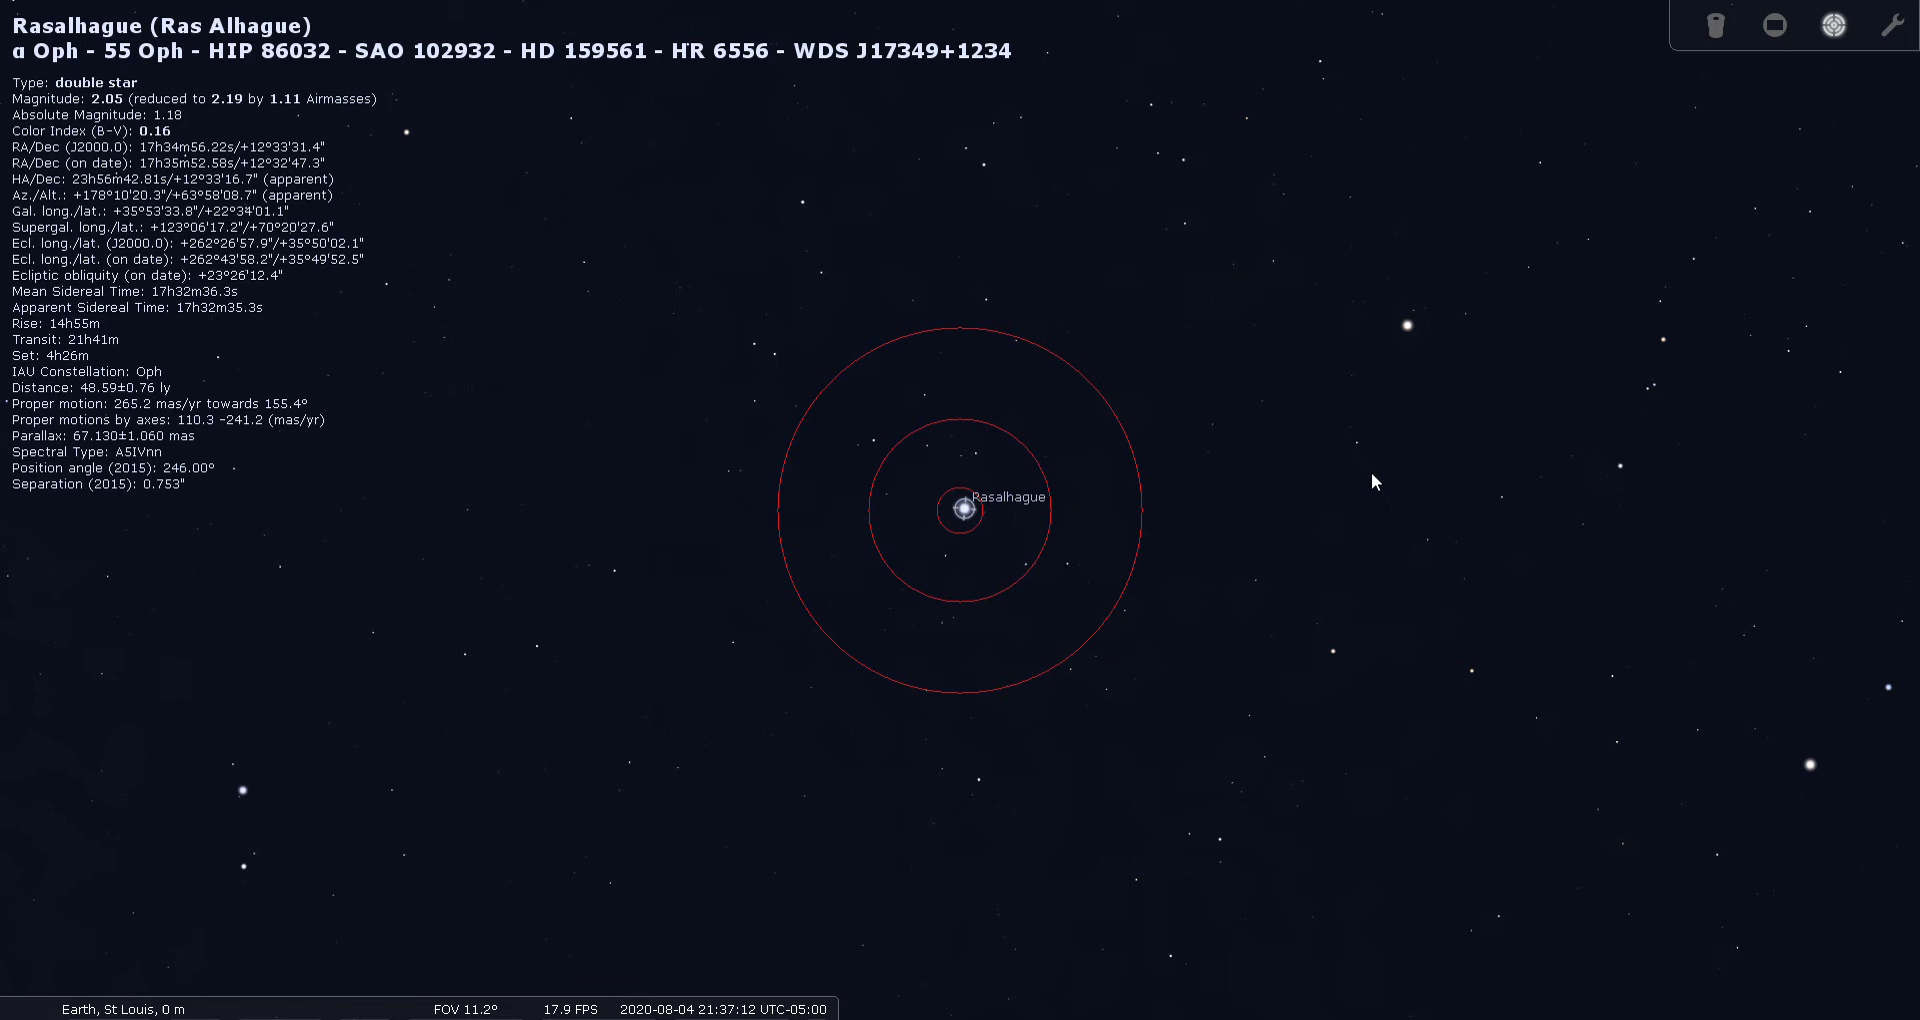 Rasalhague (Ras Alhague)
α Oph - 55 Oph - HIP 86032 - SAO 102932 - HD 159561 - HR 6556 - WDS J17349+1234
Type: double star
Magnitude: 2.05 (reduced to 2.19 by 1.11 Airmasses)
Absolute Magnitude: 1.18
Color Index (B-V): 0.16
RA/Dec (J2000.0): 17h34m56.22s/+12°33'31.4"
RA/Dec (on date): 17h35m52.58s/+12°32'47.3"
HA/Dec: 23h56m42.81s/+12°33'16.7" (apparent)
Az./Alt.: +178°10'20.3"/+63°58'08.7" (apparent)
Gal. long./lat.: +35°53'33.8"/+22°34'01.1"
Supergal. long./lat.: +123°06'17.2"/+70°20'27.6"
Ecl. long./lat. (J2000.0): +262°26'57.9"/+35°50'02.1"
Ecl. long./lat. (on date): +262°43'58.2"/+35°49'52.5"
Ecliptic obliquity (on date): +23°26'12.4"
Mean Sidereal Time: 17h32m36.3s
Apparent Sidereal Time: 17h32m35.3s
Rise: 14h55m
Transit: 21h41m
Set: 4h26m
IAU Constellation: Oph
Distance: 48.59±0.76 ly
Proper motion: 265.2 mas/yr towards 155.4°
Proper motions by axes: 110.3 -241.2 (mas/yr)
Parallax: 67.130±1.060 mas
Spectral Type: A5IVnn
Position angle (2015): 246.00°
Separation (2015): 0.753"
Rasalhague
Earth, St Louis, 0 m FOV 11.2° 17.9 FPS 2020-08-04 21:37:12 UTC-05:00